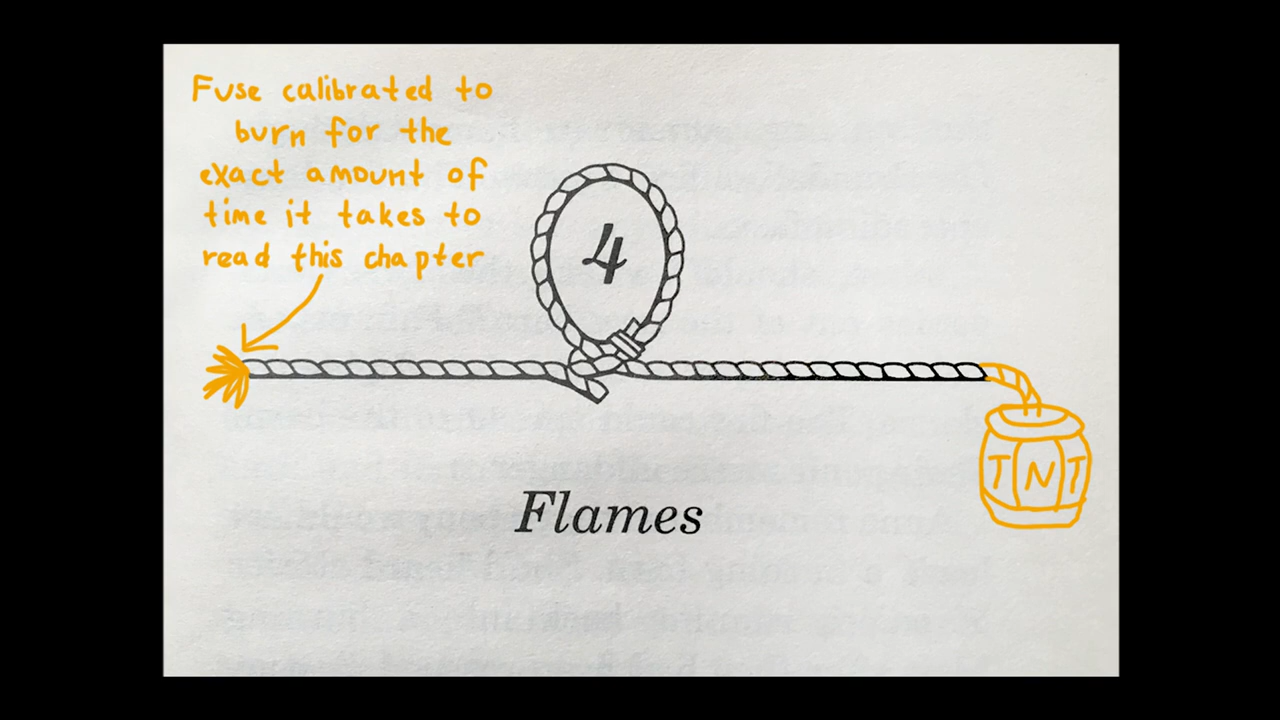 Fuse calibrated to
burn for the
exact amount of
time it takes to
read this chapter
4
TNT
Flames